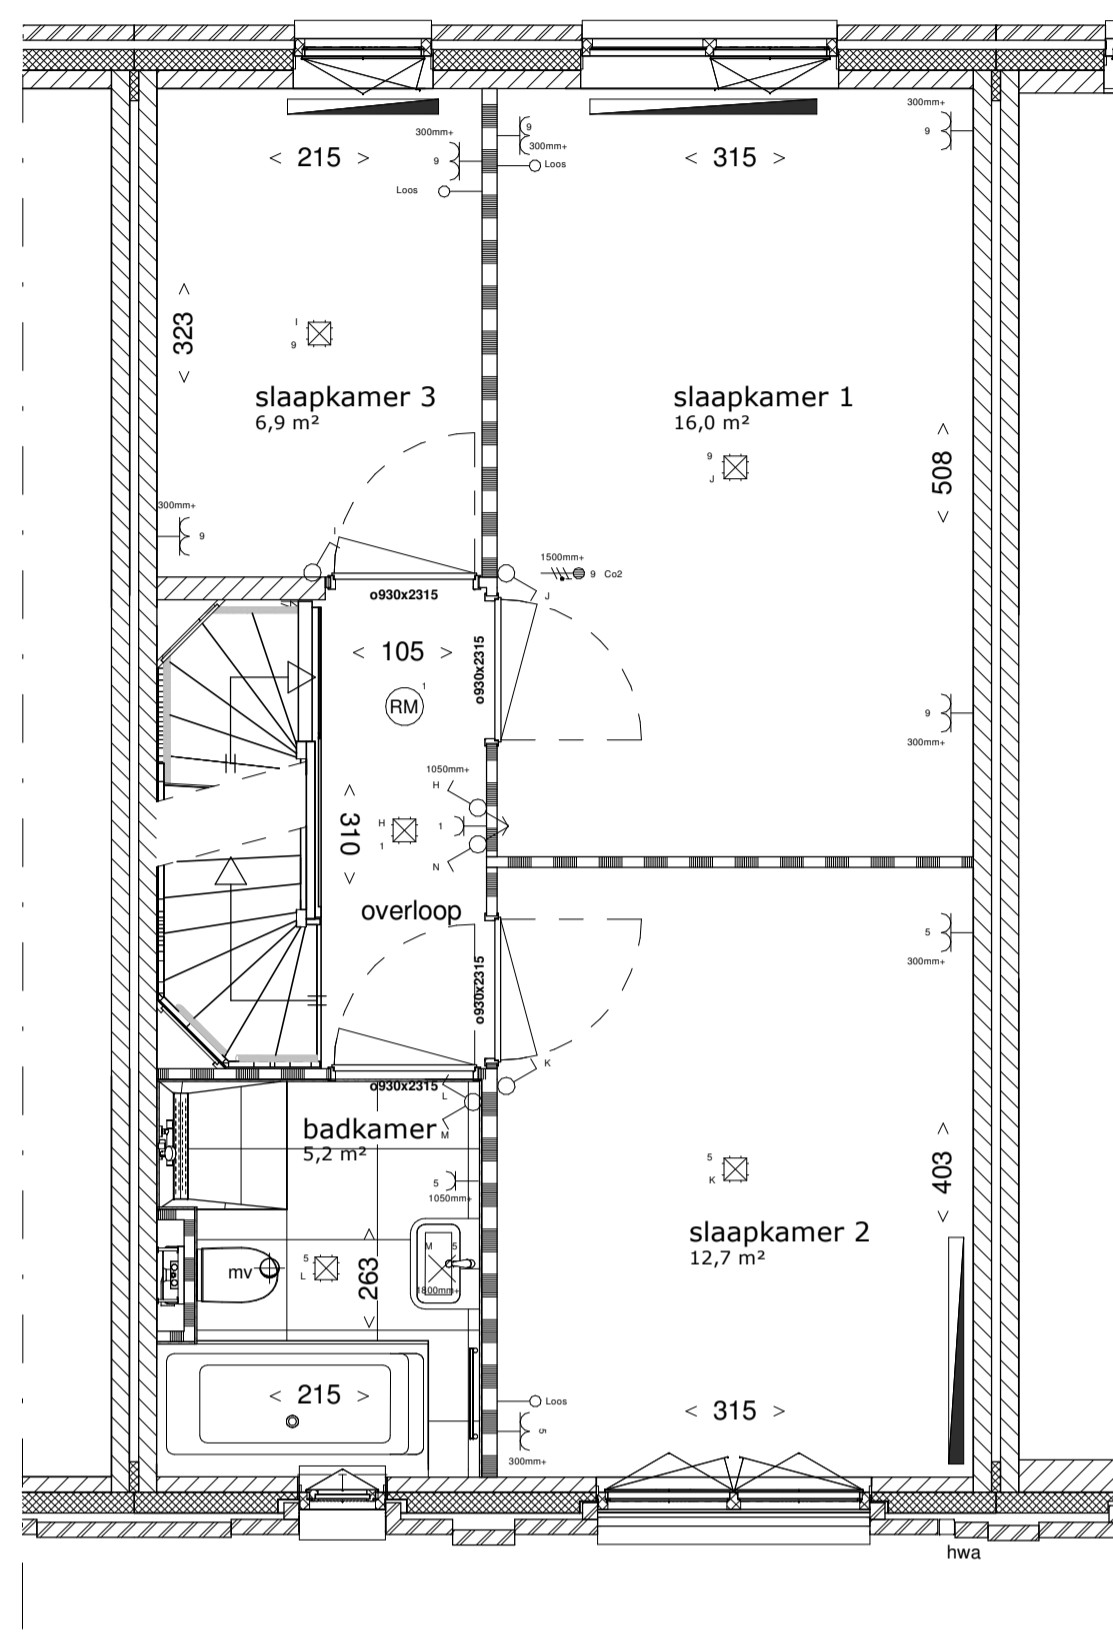 300mm+
9
300mm+
9
300mm+
9
< 215 >
< 315 >
9
Loos
Loos
< 323 >
I
9
slaapkamer 3
6,9 m²
slaapkamer 1
16,0 m²
< 508 >
9
J
300mm+
9
I
1500mm+
9 Co2
o930x2315
J
< 105 >
o930x2315
RM
1
9
300mm+
1050mm+
H
< 310 >
H
1
1
N
overloop
5
300mm+
o930x2315
K
o930x2315
L
badkamer
5,2 m²
M
< 403 >
5
K
5
1050mm+
slaapkamer 2
12,7 m²
M 5
mv
5
L
< 263 >
1800mm+
< 215 >
Loos
< 315 >
5
300mm+
hwa